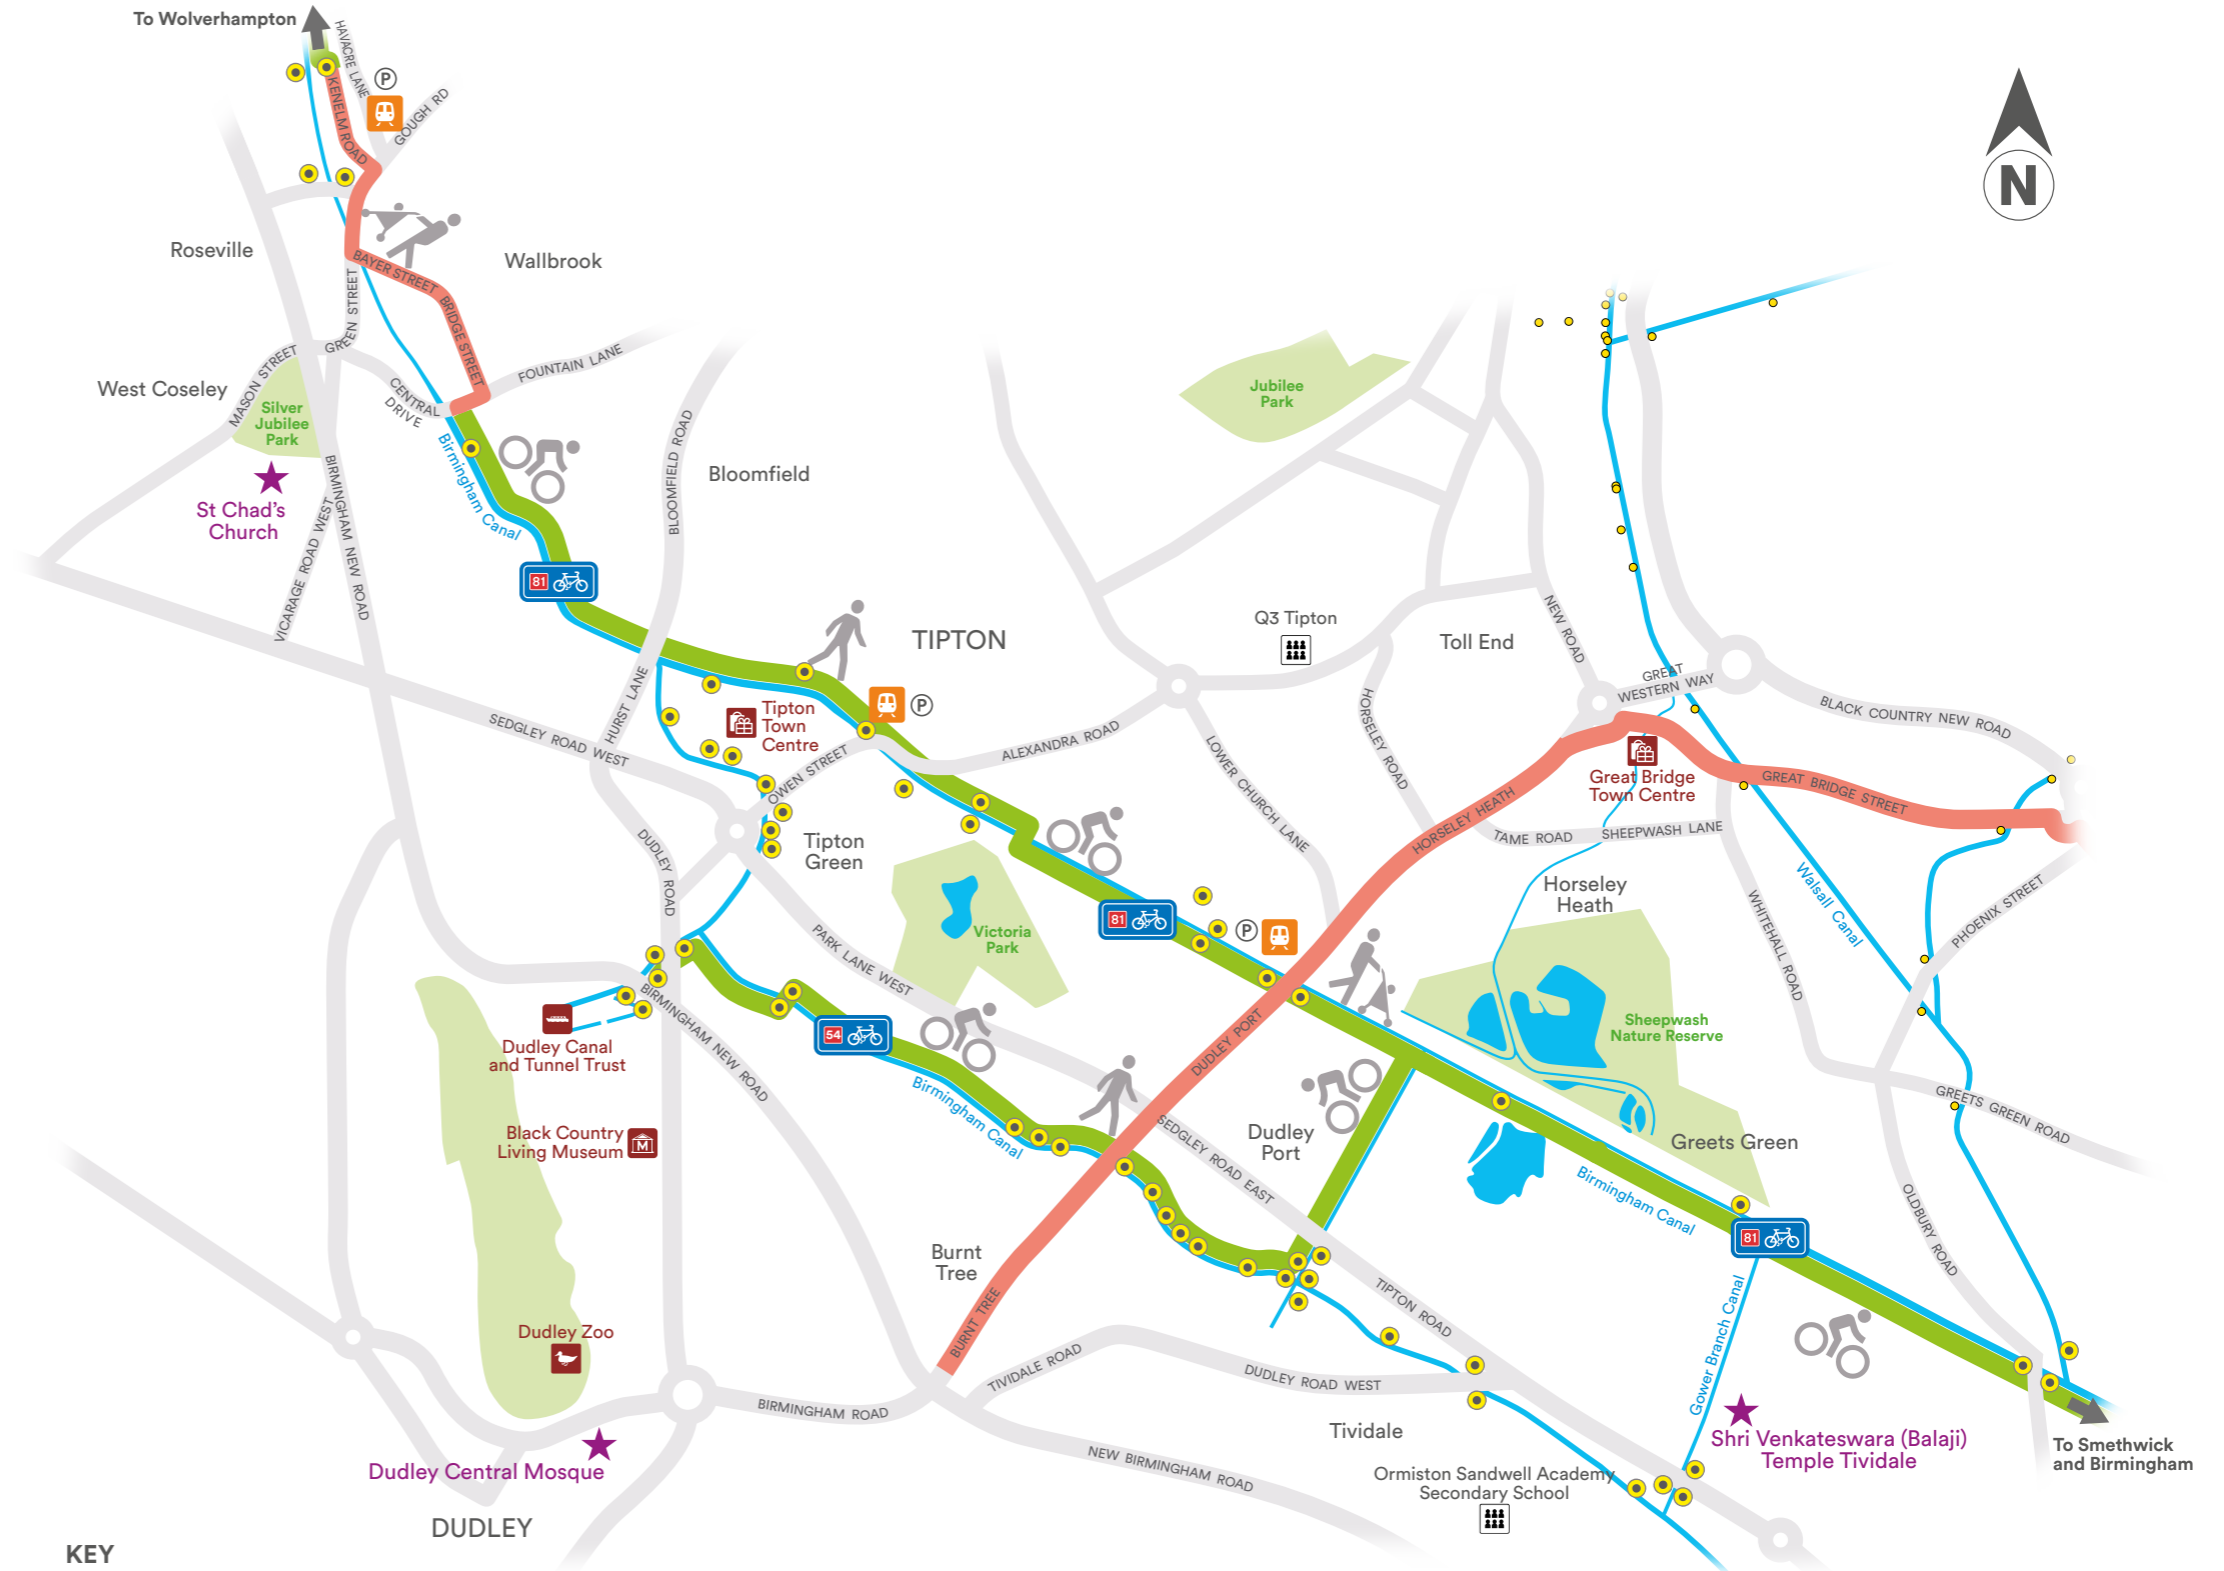 To Wolverhampton
HAVACRE LANE
P
KENELM ROAD
GOUGH RD
N
Roseville
Wallbrook
BAYER STREET
BRIDGE STREET
GREEN STREET
FOUNTAIN LANE
MASON STREET
West Coseley
CENTRAL
DRIVE
Silver
Jubilee
Park
Jubilee
Park
BIRMINGHAM NEW ROAD
Birmingham Canal
BLOOMFIELD ROAD
Bloomfield
St Chad's
Church
VICARAGE ROAD WEST
81
TIPTON
Q3 Tipton
Toll End
NEW ROAD
GREAT
WESTERN WAY
HURST LANE
SEDGLEY ROAD WEST
Tipton
Town
Centre
P
OWEN STREET
ALEXANDRA ROAD
LOWER CHURCH LANE
HORSELEY ROAD
BLACK COUNTRY NEW ROAD
Great Bridge
Town Centre
GREAT BRIDGE STREET
HORSELEY HEATH
TAME ROAD
SHEEPWASH LANE
DUDLEY ROAD
Tipton
Green
Horseley
Heath
Walsall Canal
WHITEHALL ROAD
PHOENIX STREET
Victoria
Park
81
P
PARK LANE WEST
BIRMINGHAM NEW ROAD
54
Dudley Canal
and Tunnel Trust
DUDLEY PORT
Sheepwash
Nature Reserve
Birmingham Canal
Black Country
Living Museum
M
SEDGLEY ROAD EAST
Dudley
Port
Greets Green
GREETS GREEN ROAD
Birmingham Canal
OLDBURY ROAD
81
Burnt
Tree
BURNT TREE
TIPTON ROAD
Gower Branch Canal
Dudley Zoo
TIVIDALE ROAD
DUDLEY ROAD WEST
BIRMINGHAM ROAD
Tividale
NEW BIRMINGHAM ROAD
Shri Venkateswara (Balaji)
Temple Tividale
To Smethwick
and Birmingham
Dudley Central Mosque
Ormiston Sandwell Academy
Secondary School
DUDLEY
KEY